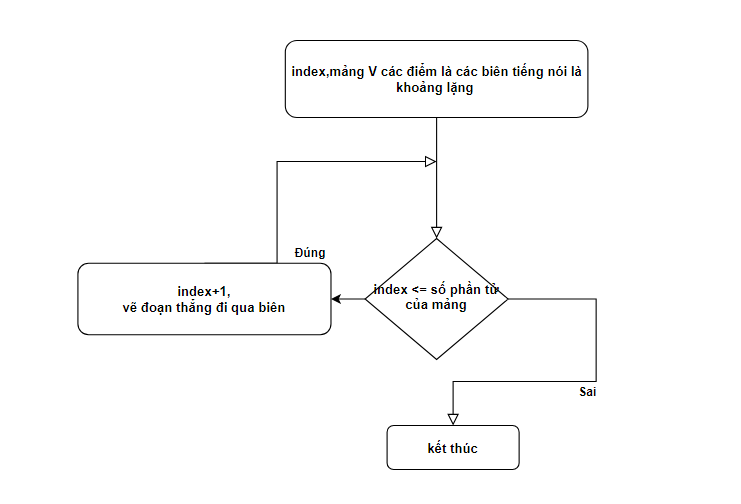 index,mảng V các điểm là các biên tiếng nói là
khoảng lặng
Đúng
index+1,
vẽ đoạn thẳng đi qua biên
index <= số phần tử
của mảng
Sai
kết thúc